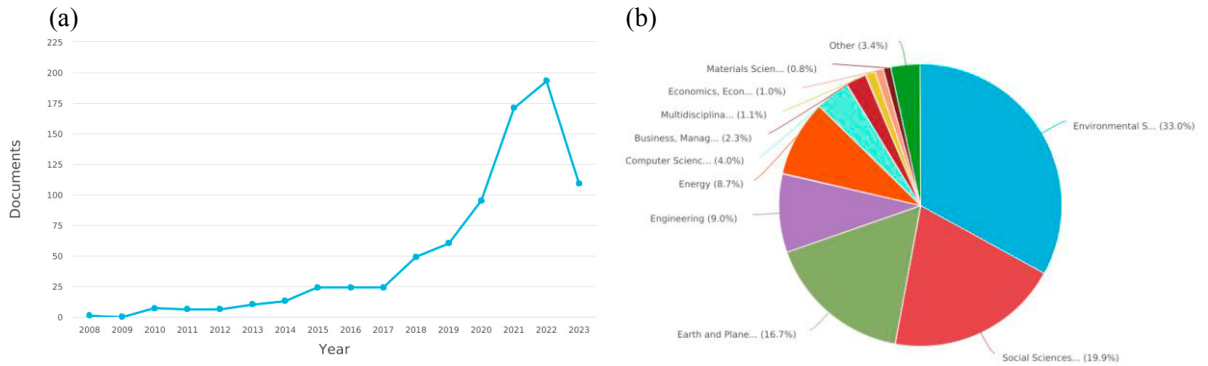 (a)
225
200
175
150
125
100
75
50
25
0
Documents
2008 2009 2010 2011 2012 2013 2014 2015 2016 2017 2018 2019 2020 2021 2022 2023
Year
(b)
Other (3.4%)
Materials Scien... (0.8%)
Economics, Econ... (1.0%)
Multidisciplina... (1.1%)
Business, Manag... (2.3%)
Computer Scienc... (4.0%)
Energy (8.7%)
Engineering (9.0%)
Earth and Plane... (16.7%)
Environmental S... (33.0%)
Social Sciences... (19.9%)